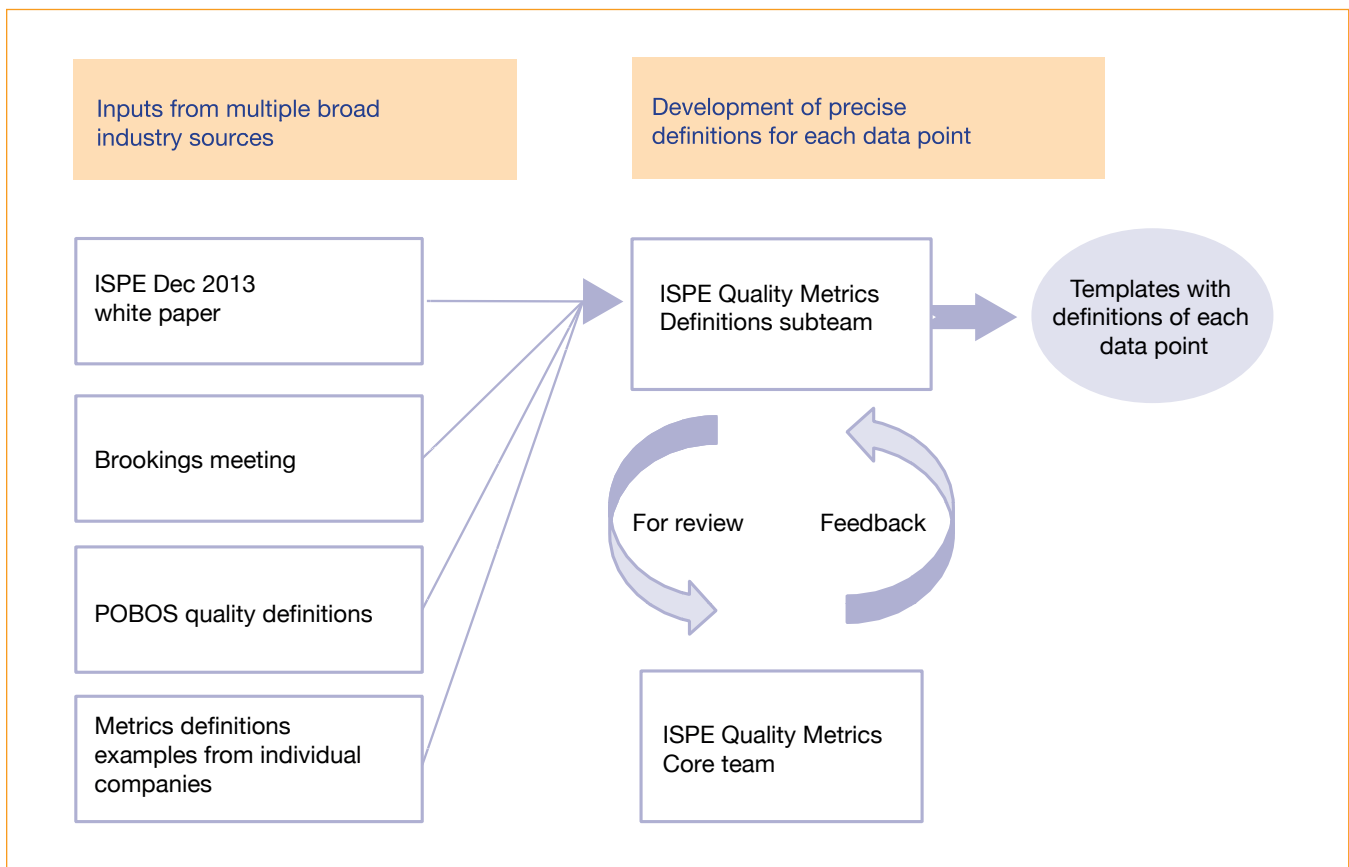 Inputs from multiple broad
industry sources
Development of precise
definitions for each data point
ISPE Dec 2013
white paper
Brookings meeting
POBOS quality definitions
Metrics definitions
examples from individual
companies
ISPE Quality Metrics
Definitions subteam
Templates with
definitions of each
data point
For review
Feedback
ISPE Quality Metrics
Core team